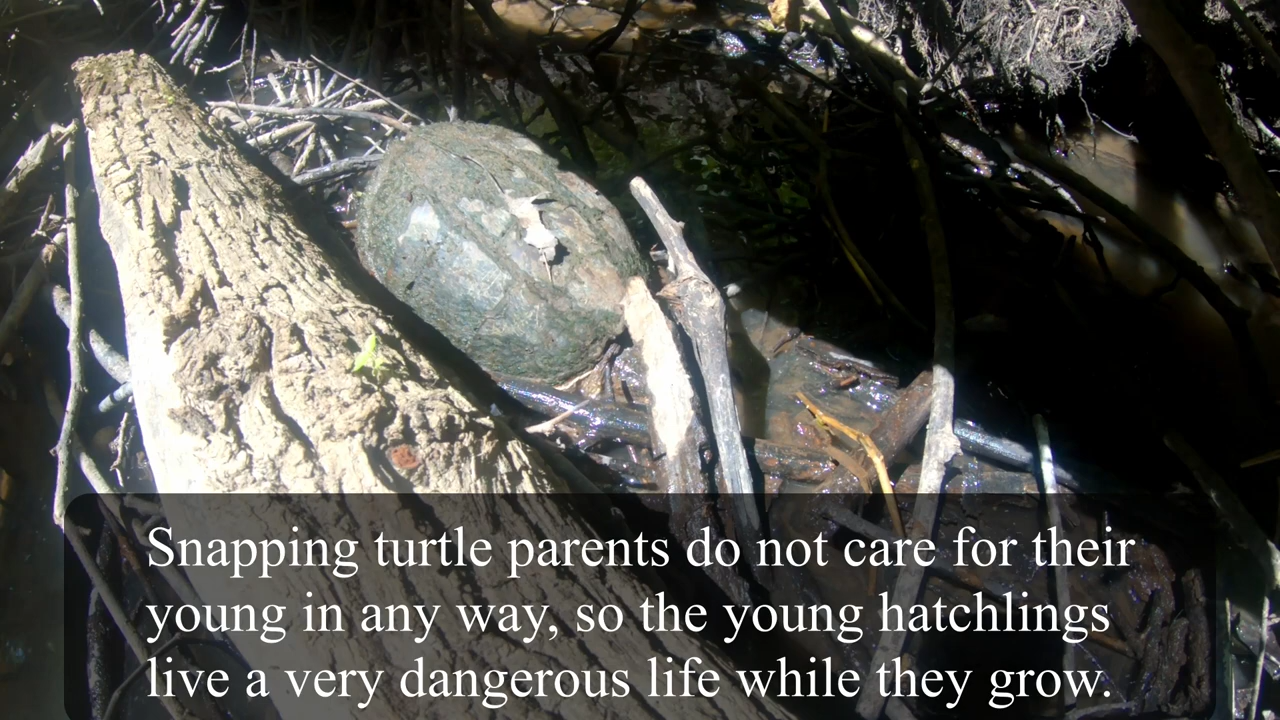 Snapping turtle parents do not care for their
young in any way, so the young hatchlings
live a very dangerous life while they grow.